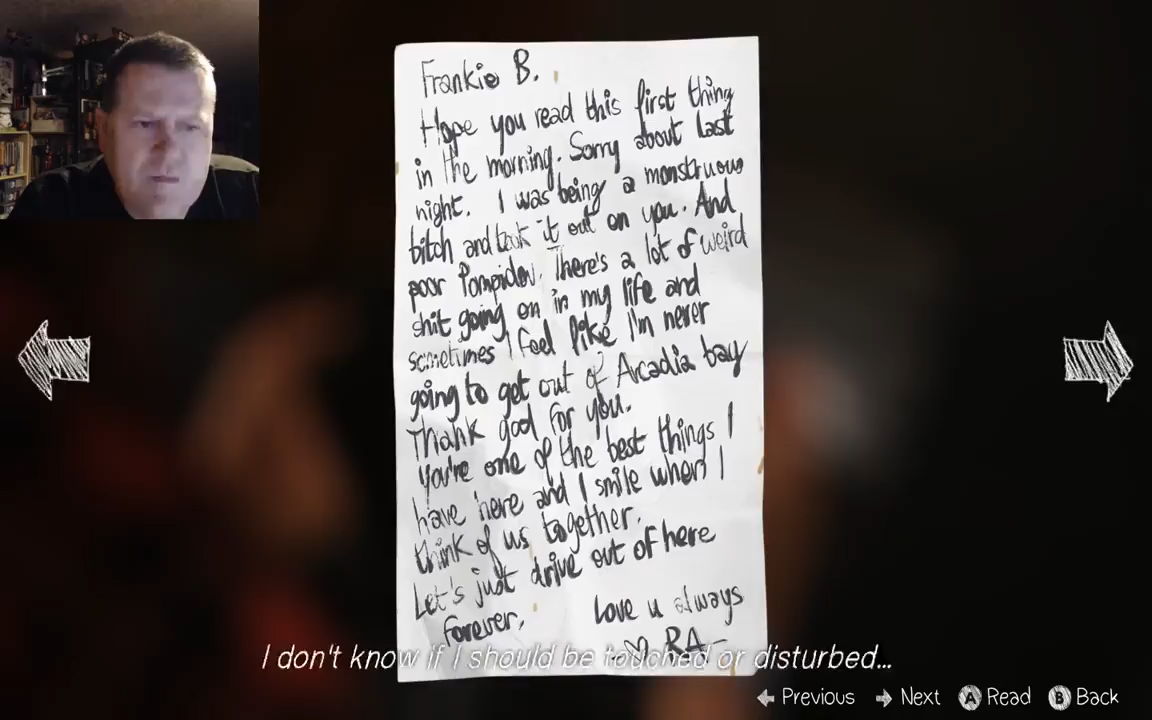 Frankie B.
Hope you read this first thing
in the morning. Sorry about last
night. I was being a monstruous
bitch and took it out on you. And
poor Pompidou. There's a lot of weird
shit going on in my life and
sometimes I feel like I'm never
going to get out of Arcadia bay
Thank god for you.
You're one of the best things I
have here and I smile when I
think of us together.
Let's just drive out of here
forever.
Love u always
RA
I don't know if I should be touched or disturbed...
Previous Next A Read B Back